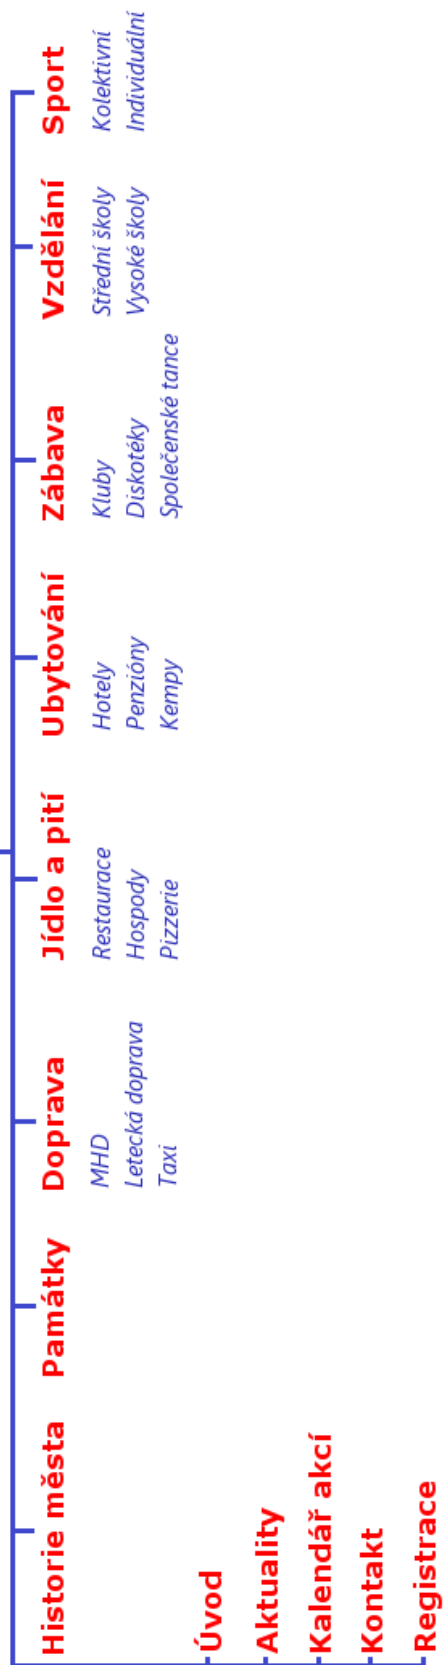 Historie města
Památky
Doprava
MHD
Letecká doprava
Taxi
Jídlo a pití
Restaurace
Hospody
Pizzerie
Ubytování
Hotely
Penzióny
Kempy
Zábava
Kluby
Diskotéky
Společenské tance
Vzdělání
Střední školy
Vysoké školy
Sport
Kolektivní
Individuální
Úvod
Aktuality
Kalendář akcí
Kontakt
Registrace